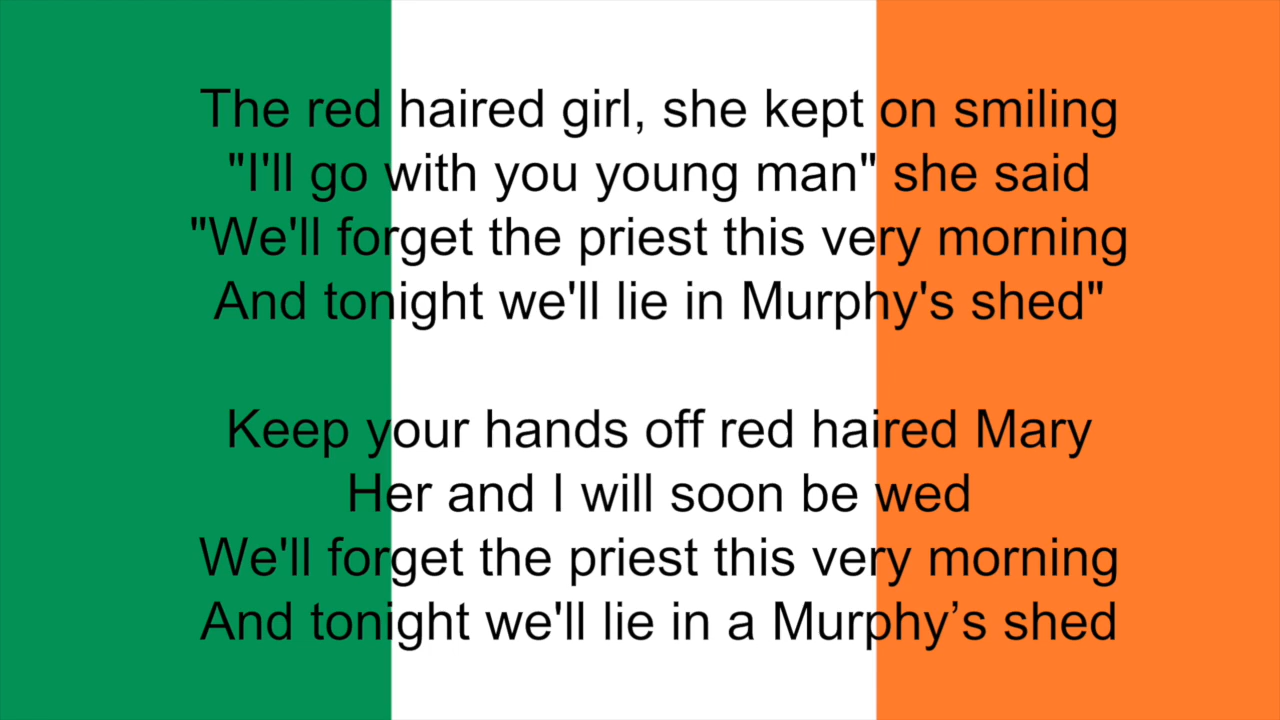 The red haired girl, she kept on smiling
"I'll go with you young man" she said
"We'll forget the priest this very morning
And tonight we'll lie in Murphy's shed"
Keep your hands off red haired Mary
Her and I will soon be wed
We'll forget the priest this very morning
And tonight we'll lie in a Murphy’s shed